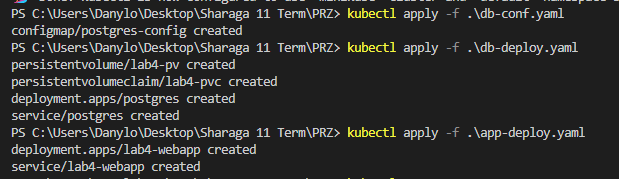 PS C:\Users\Danylo\Desktop\Sharaga 11 Term\PRZ> kubectl apply -f .\db-conf.yaml
configmap/postgres-config created
PS C:\Users\Danylo\Desktop\Sharaga 11 Term\PRZ> kubectl apply -f .\db-deploy.yaml
persistentvolume/lab4-pv created
persistentvolumeclaim/lab4-pvc created
deployment.apps/postgres created
service/postgres created
PS C:\Users\Danylo\Desktop\Sharaga 11 Term\PRZ> kubectl apply -f .\app-deploy.yaml
deployment.apps/lab4-webapp created
service/lab4-webapp created